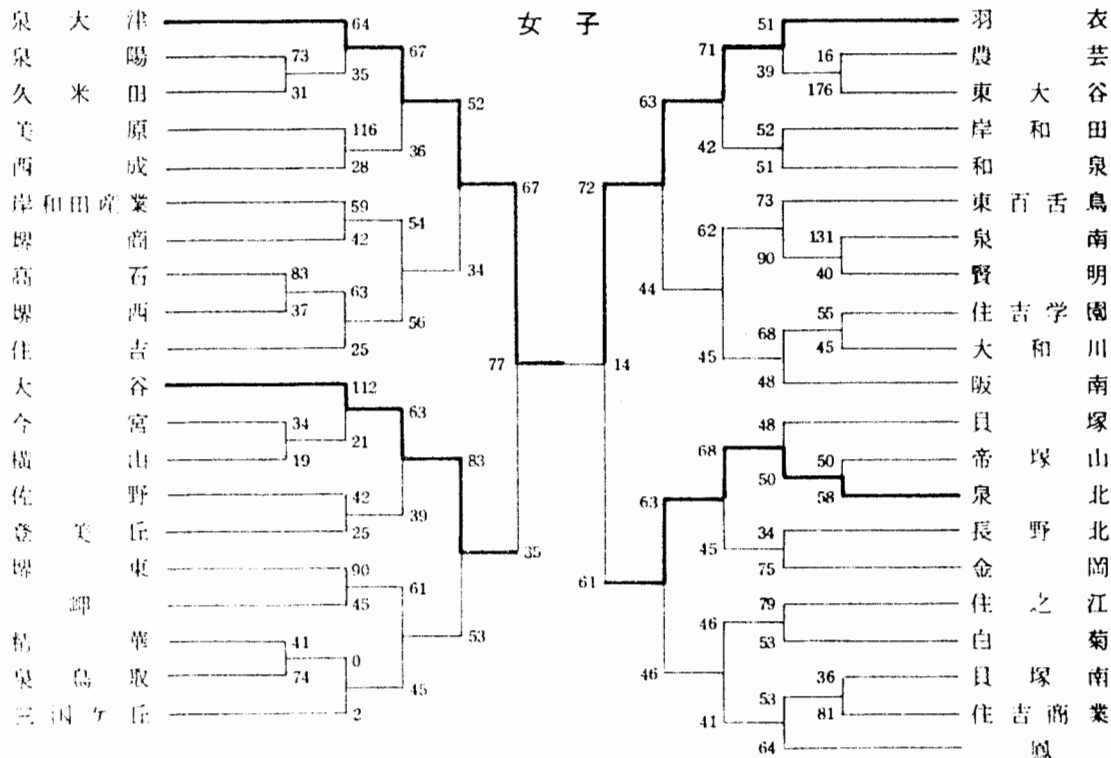 女子
泉大津 64 67
泉陽 73 35
久米田 31 52
美原 116
西成 28 36
岸和田産業 59 54 67
堺商 42
高石 83 63 34
堺西 37 56
住吉 25
77
大谷 112 63
今宮 34 21
横山 19 83
佐野 42 39
登美丘 25
堺東 90 61 35
岬 45
精華 41 0 53
泉鳥取 74 45
三国ケ丘 2
51 羽衣
71 39 16 農芸
63 176 東大谷
42 52 岸和田
51 和泉
72 62 73 東百舌鳥
90 131 泉南
44 40 賢明
68 55 住吉学園
45 45 大和川
48 阪南
14
68 48 貝塚
50 50 帝塚山
63 58 泉北
45 34 長野北
75 金岡
61 46 79 住之江
53 白菊
46 53 36 貝塚南
41 81 住吉商業
64 鳳